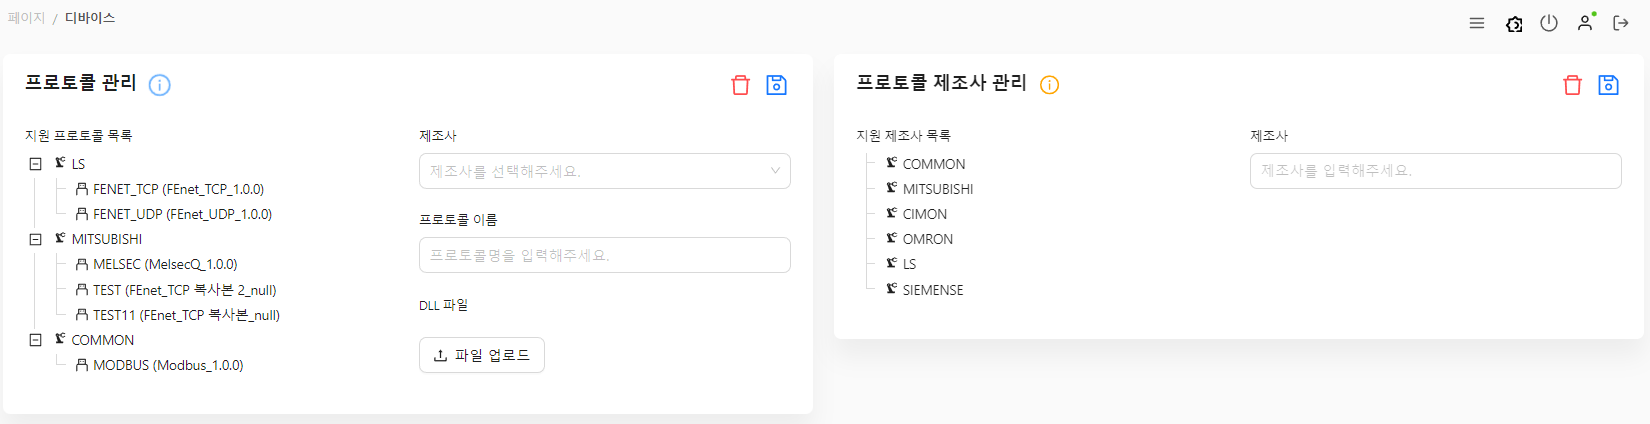 페이지 / 디바이스
프로토콜 관리
지원 프로토콜 목록
LS
FENET_TCP (FEnet_TCP_1.0.0)
FENET_UDP (FEnet_UDP_1.0.0)
MITSUBISHI
MELSEC (MelsecQ_1.0.0)
TEST (FEnet_TCP 복사본 2_null)
TEST11 (FEnet_TCP 복사본_null)
COMMON
MODBUS (Modbus_1.0.0)
제조사
제조사를 선택해주세요.
프로토콜 이름
프로토콜명을 입력해주세요.
DLL 파일
파일 업로드
프로토콜 제조사 관리
지원 제조사 목록
COMMON
MITSUBISHI
CIMON
OMRON
LS
SIEMENSE
제조사
제조사를 입력해주세요.